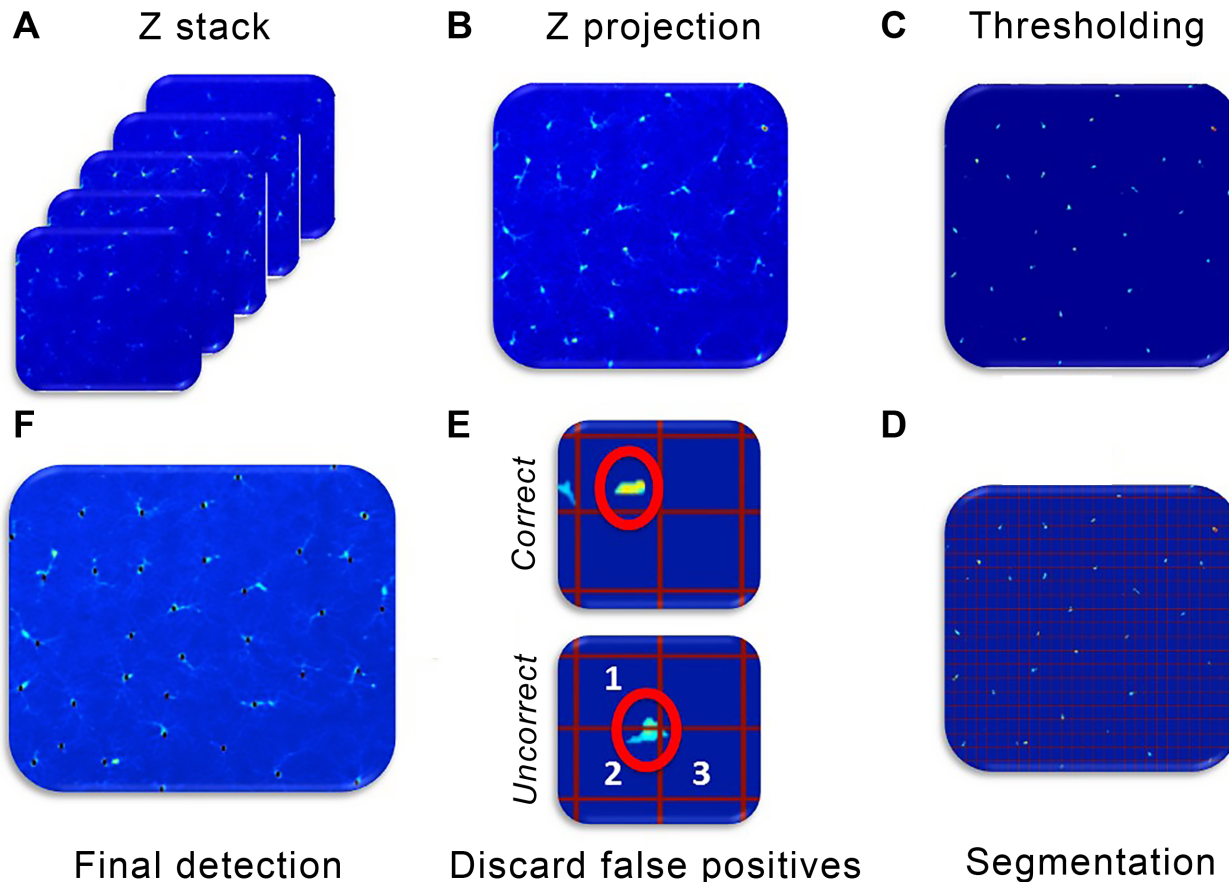 A
Z stack
B
Z projection
C
Thresholding
F
Final detection
E
Correct
Uncorrect
1
2
3
Discard false positives
D
Segmentation